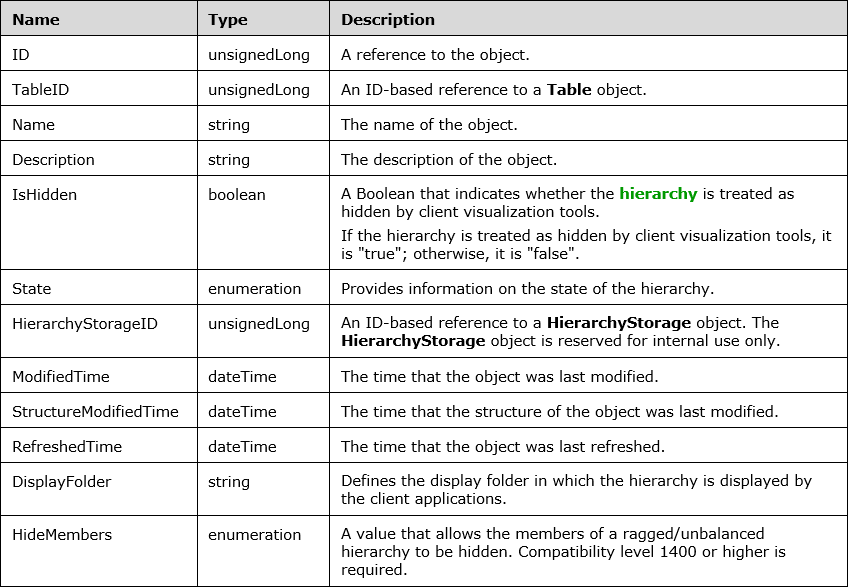 Name Type Description
ID unsignedLong A reference to the object.
TableID unsignedLong An ID-based reference to a Table object.
Name string The name of the object.
Description string The description of the object.
IsHidden boolean A Boolean that indicates whether the hierarchy is treated as
hidden by client visualization tools.
If the hierarchy is treated as hidden by client visualization tools, it
is "true"; otherwise, it is "false".
State enumeration Provides information on the state of the hierarchy.
HierarchyStorageID unsignedLong An ID-based reference to a HierarchyStorage object. The
HierarchyStorage object is reserved for internal use only.
ModifiedTime dateTime The time that the object was last modified.
StructureModifiedTime dateTime The time that the structure of the object was last modified.
RefreshedTime dateTime The time that the object was last refreshed.
DisplayFolder string Defines the display folder in which the hierarchy is displayed by
the client applications.
HideMembers enumeration A value that allows the members of a ragged/unbalanced
hierarchy to be hidden. Compatibility level 1400 or higher is
required.